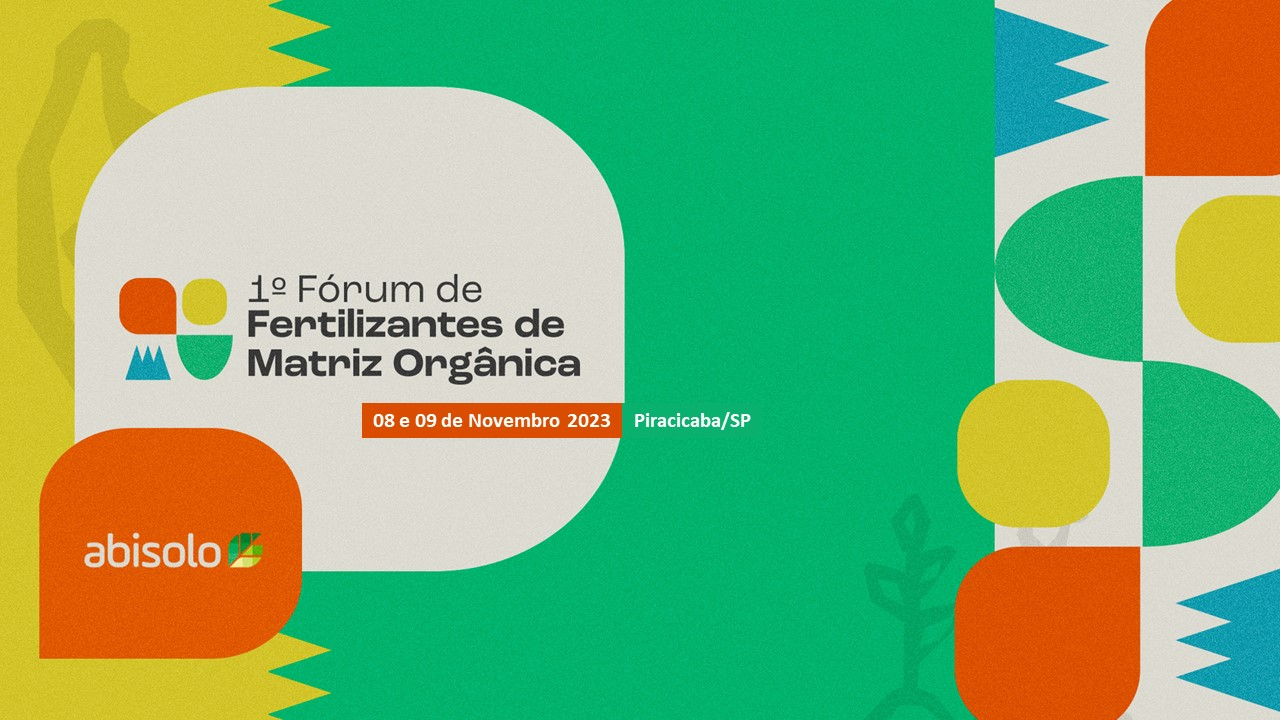 1º Fórum de
Fertilizantes de
Matriz Orgânica
08 e 09 de Novembro 2023 Piracicaba/SP
abisolo